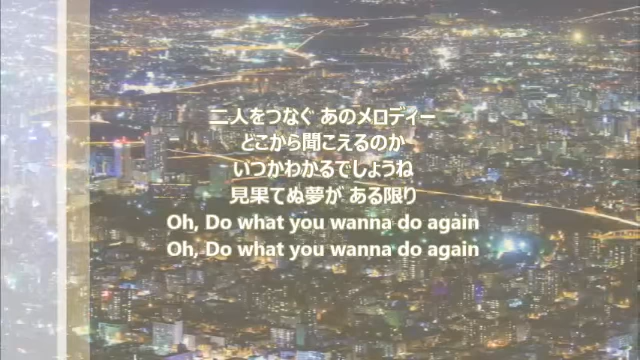 二人をつなぐ あのメロディー
どこから聞こえるのか
いつかわかるでしょうね
見果てぬ夢が ある限り
Oh, Do what you wanna do again
Oh, Do what you wanna do again